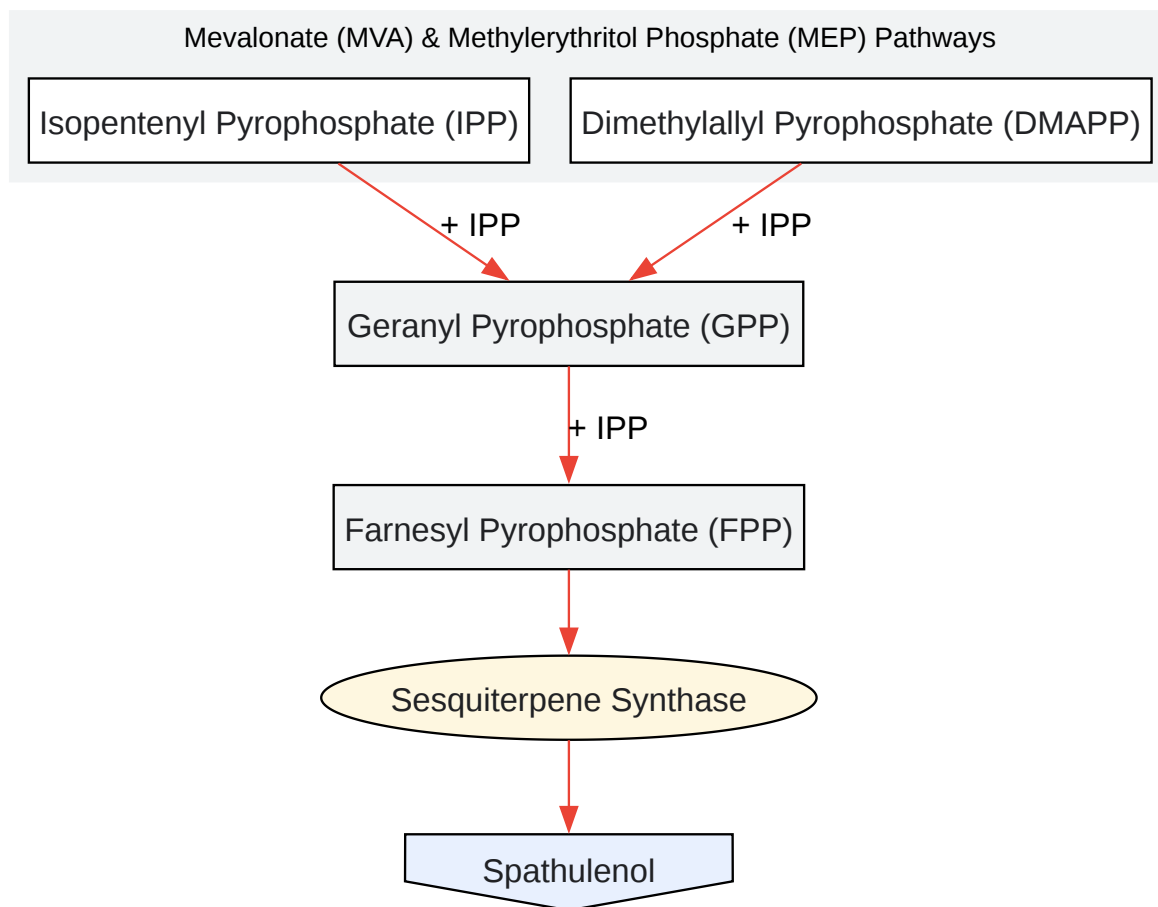 Mevalonate (MVA) & Methylerythritol Phosphate (MEP) Pathways
Isopentenyl Pyrophosphate (IPP)
Dimethylallyl Pyrophosphate (DMAPP)
+ IPP
+ IPP
Geranyl Pyrophosphate (GPP)
+ IPP
Farnesyl Pyrophosphate (FPP)
Sesquiterpene Synthase
Spathulenol